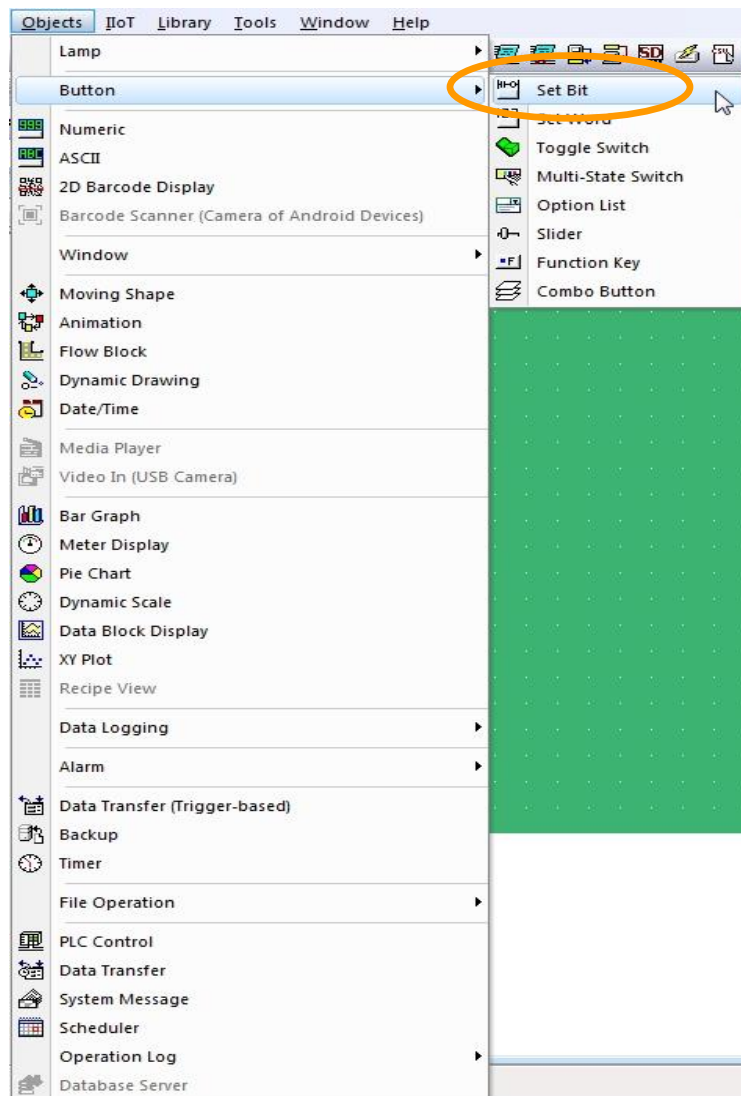 Objects IIoT Library Tools Window Help
Lamp
Button
Numeric
ASCII
2D Barcode Display
Barcode Scanner (Camera of Android Devices)
Window
Moving Shape
Animation
Flow Block
Dynamic Drawing
Date/Time
Media Player
Video In (USB Camera)
Bar Graph
Meter Display
Pie Chart
Dynamic Scale
Data Block Display
XY Plot
Recipe View
Data Logging
Alarm
Data Transfer (Trigger-based)
Backup
Timer
File Operation
PLC Control
Data Transfer
System Message
Scheduler
Operation Log
Database Server
Set Bit
Set Word
Toggle Switch
Multi-State Switch
Option List
Slider
Function Key
Combo Button